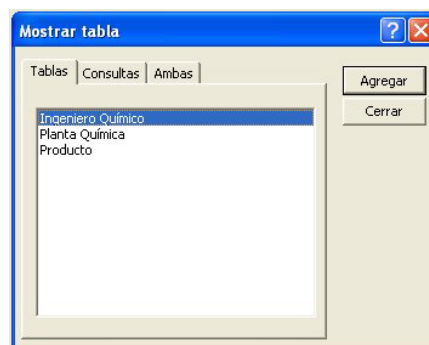 Mostrar tabla
Tablas Consultas Ambas
Agregar
Cerrar
Ingeniero Químico
Planta Química
Producto